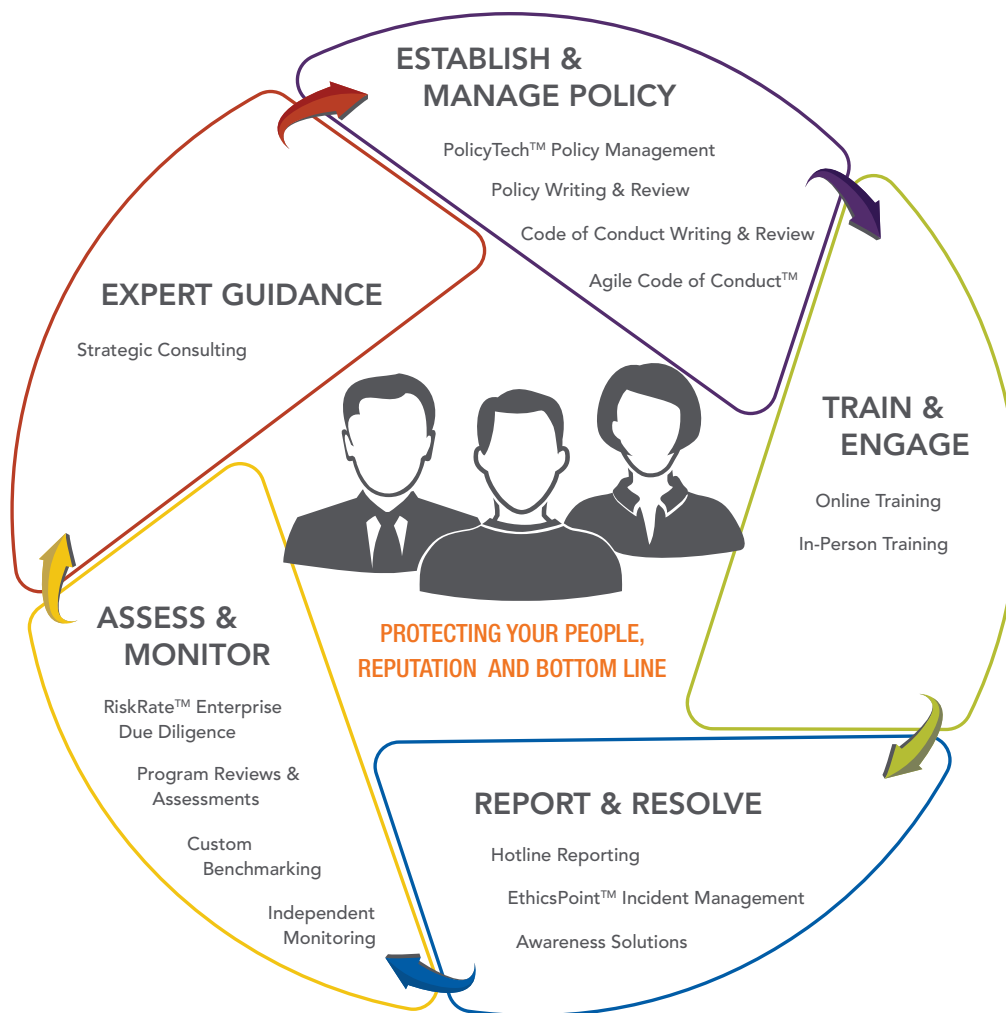 ESTABLISH &
MANAGE POLICY
PolicyTech™ Policy Management
Policy Writing & Review
Code of Conduct Writing & Review
Agile Code of Conduct™
TRAIN &
ENGAGE
Online Training
In-Person Training
REPORT & RESOLVE
Hotline Reporting
EthicsPoint™ Incident Management
Awareness Solutions
ASSESS &
MONITOR
RiskRate™ Enterprise
Due Diligence
Program Reviews &
Assessments
Custom
Benchmarking
Independent
Monitoring
EXPERT GUIDANCE
Strategic Consulting
PROTECTING YOUR PEOPLE,
REPUTATION AND BOTTOM LINE